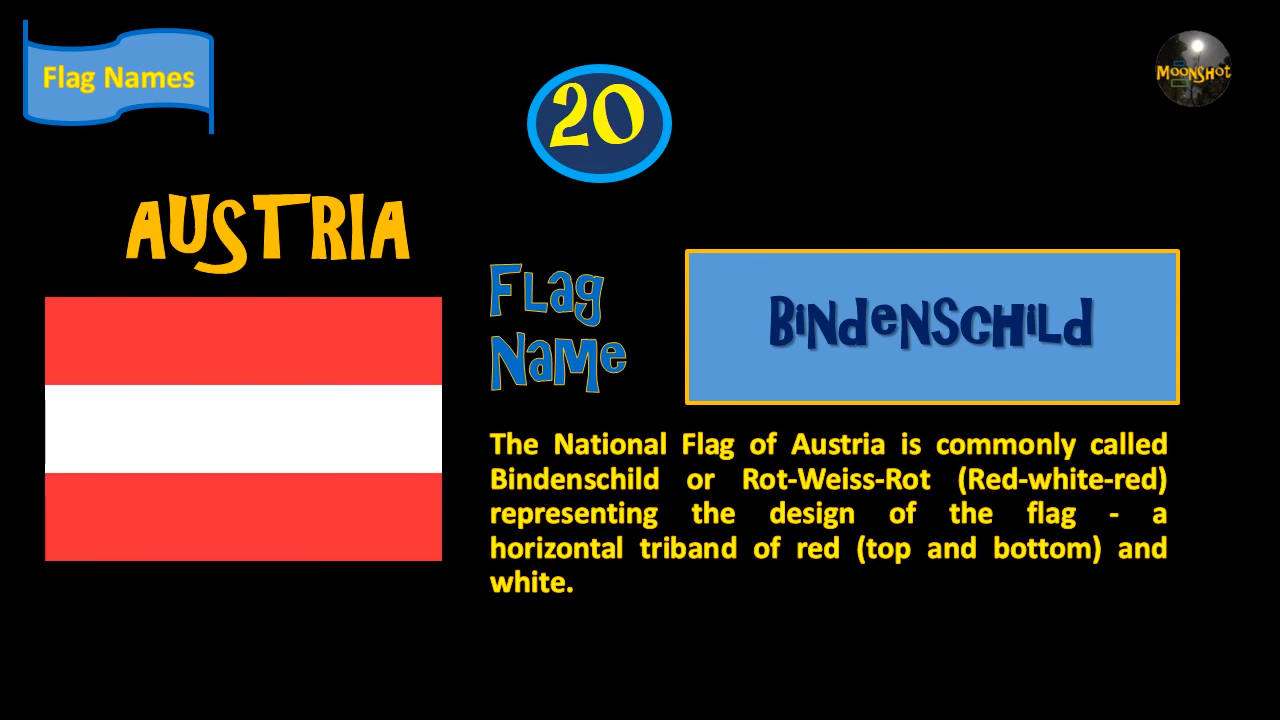 Flag Names
MOONSHOT
20
AUSTRIA
Flag
Name
BINDENSCHILD
The National Flag of Austria is commonly called
Bindenschild or Rot-Weiss-Rot (Red-white-red)
representing the design of the flag - a
horizontal triband of red (top and bottom) and
white.